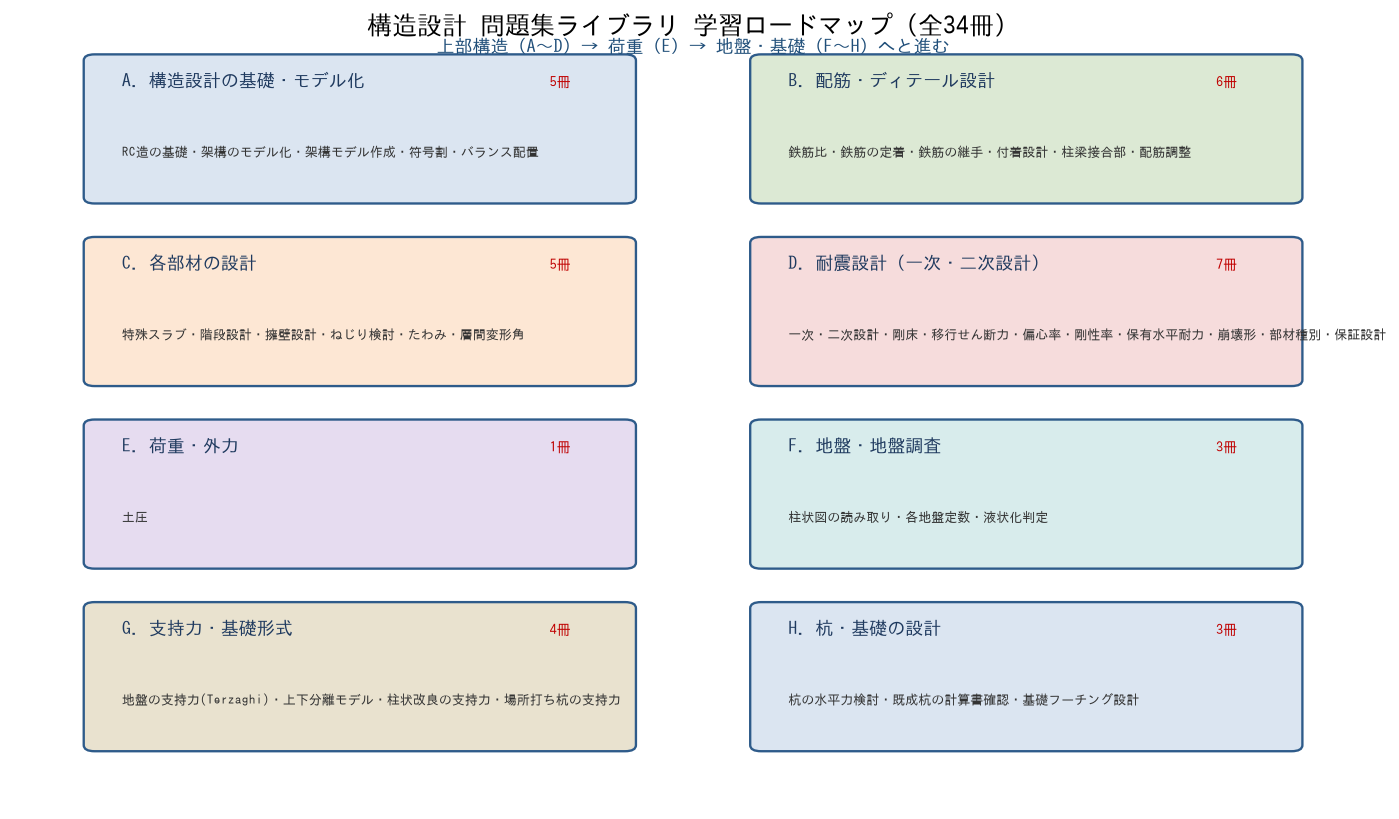 構造設計 問題集ライブラリ 学習ロードマップ（全34冊）
上部構造（A～D）→ 荷重（E）→ 地盤・基礎（F～H）へと進む
A. 構造設計の基礎・モデル化 5冊
RC造の基礎・架構のモデル化・架構モデル作成・符号割・バランス配置
B. 配筋・ディテール設計 6冊
鉄筋比・鉄筋の定着・鉄筋の継手・付着設計・柱梁接合部・配筋調整
C. 各部材の設計 5冊
特殊スラブ・階段設計・擁壁設計・ねじり検討・たわみ・層間変形角
D. 耐震設計（一次・二次設計） 7冊
一次・二次設計・剛床・移行せん断力・偏心率・剛性率・保有水平耐力・崩壊形・部材種別・保証設計
E. 荷重・外力 1冊
土圧
F. 地盤・地盤調査 3冊
柱状図の読み取り・各地盤定数・液状化判定
G. 支持力・基礎形式 4冊
地盤の支持力(Terzaghi)・上下分離モデル・柱状改良の支持力・場所打ち杭の支持力
H. 杭・基礎の設計 3冊
杭の水平力検討・既成杭の計算書確認・基礎フーチング設計